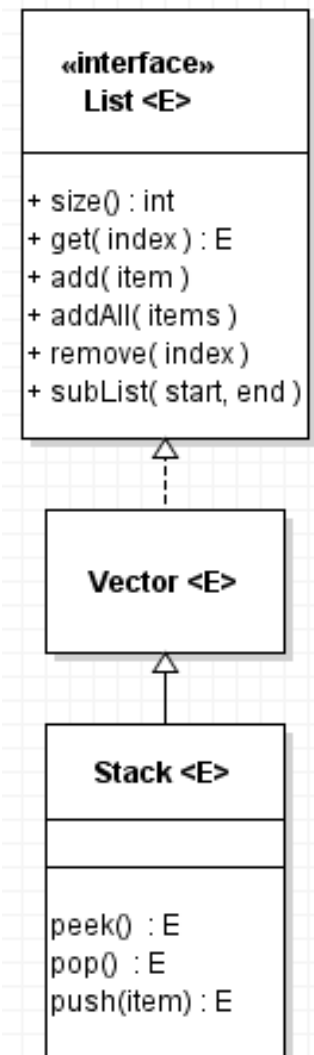 «interface»
List <E>
+ size() : int
+ get( index ) : E
+ add( item )
+ addAll( items )
+ remove( index )
+ subList( start, end )
Vector <E>
Stack <E>
peek() : E
pop() : E
push(item) : E